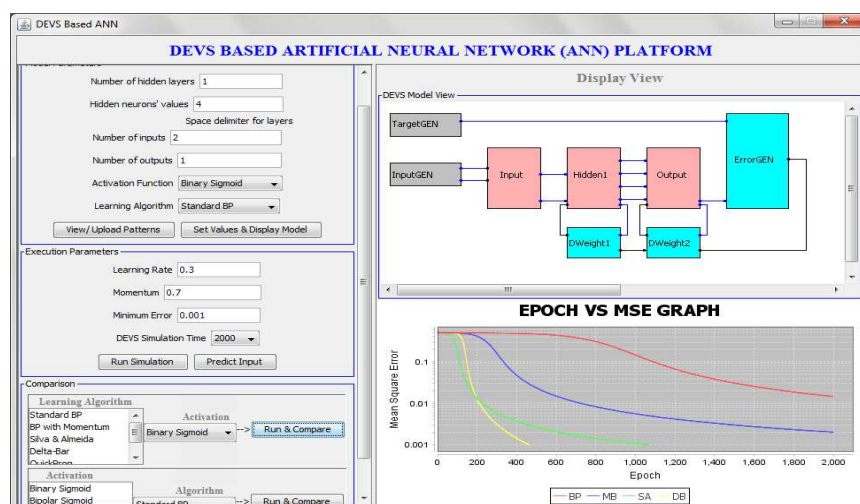 DEVS Based ANN
DEVS BASED ARTIFICIAL NEURAL NETWORK (ANN) PLATFORM
Model Parameters
Number of hidden layers 1
Hidden neurons' values 4
Space delimiter for layers
Number of inputs 2
Number of outputs 1
Activation Function Binary Sigmoid
Learning Algorithm Standard BP
View/Upload Patterns Set Values & Display Model
Execution Parameters
Learning Rate 0.3
Momentum 0.7
Minimum Error 0.001
DEVS Simulation Time 2000
Run Simulation Predict Input
Comparison
Learning Algorithm
Standard BP
BP with Momentum
Silva & Almeida
Delta-Bar
QuickProp
Activation
Binary Sigmoid --> Run & Compare
Activation
Binary Sigmoid
Bipolar Sigmoid
Algorithm
Standard BP --> Run & Compare
Display View
DEVS Model View
TargetGEN
InputGEN
Input
Hidden1
Output
ErrorGEN
DWeight1
DWeight2
EPOCH VS MSE GRAPH
Mean Square Error
0.1
0.01
0.001
0 200 400 600 800 1,000 1,200 1,400 1,600 1,800 2,000
Epoch
BP MB SA DB